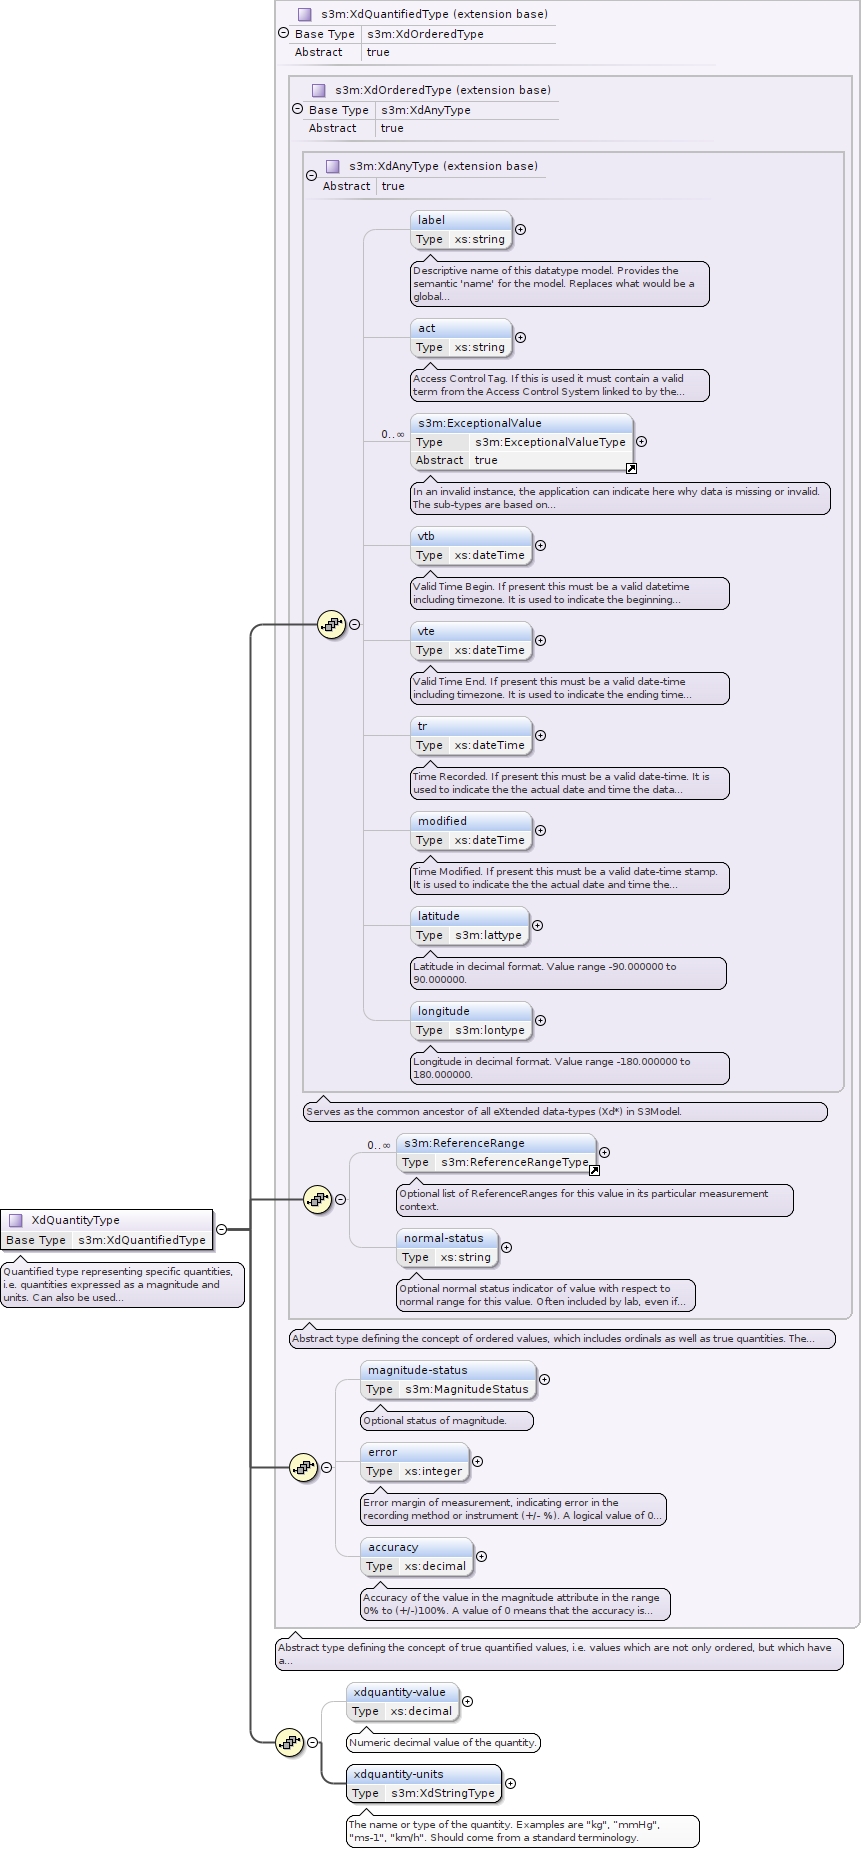 s3m:XdQuantifiedType (extension base)
Base Type s3m:XdOrderedType
Abstract true
s3m:XdOrderedType (extension base)
Base Type s3m:XdAnyType
Abstract true
s3m:XdAnyType (extension base)
Abstract true
label
Type xs:string
Descriptive name of this datatype model. Provides the
semantic 'name' for the model. Replaces what would be a
global...
act
Type xs:string
Access Control Tag. If this is used it must contain a valid
term from the Access Control System linked to by the...
0..∞
s3m:ExceptionalValue
Type s3m:ExceptionalValueType
Abstract true
In an invalid instance, the application can indicate here why data is missing or invalid.
The sub-types are based on...
vtb
Type xs:dateTime
Valid Time Begin. If present this must be a valid datetime
including timezone. It is used to indicate the beginning...
vte
Type xs:dateTime
Valid Time End. If present this must be a valid date-time
including timezone. It is used to indicate the ending time...
tr
Type xs:dateTime
Time Recorded. If present this must be a valid date-time. It is
used to indicate the the actual date and time the data...
modified
Type xs:dateTime
Time Modified. If present this must be a valid date-time stamp.
It is used to indicate the the actual date and time the...
latitude
Type s3m:lattype
Latitude in decimal format. Value range -90.000000 to
90.000000.
longitude
Type s3m:lontype
Longitude in decimal format. Value range -180.000000 to
180.000000.
Serves as the common ancestor of all eXtended data-types (Xd*) in S3Model.
0..∞
s3m:ReferenceRange
Type s3m:ReferenceRangeType
Optional list of ReferenceRanges for this value in its particular measurement
context.
XdQuantityType
Base Type s3m:XdQuantifiedType
Quantified type representing specific quantities,
i.e. quantities expressed as a magnitude and
units. Can also be used...
normal-status
Type xs:string
Optional normal status indicator of value with respect to
normal range for this value. Often included by lab, even if...
Abstract type defining the concept of ordered values, which includes ordinals as well as true quantities. The...
magnitude-status
Type s3m:MagnitudeStatus
Optional status of magnitude.
error
Type xs:integer
Error margin of measurement, indicating error in the
recording method or instrument (+/- %). A logical value of 0...
accuracy
Type xs:decimal
Accuracy of the value in the magnitude attribute in the range
0% to (+/-)100%. A value of 0 means that the accuracy is...
Abstract type defining the concept of true quantified values, i.e. values which are not only ordered, but which have
a...
xdquantity-value
Type xs:decimal
Numeric decimal value of the quantity.
xdquantity-units
Type s3m:XdStringType
The name or type of the quantity. Examples are "kg", "mmHg",
"ms-1", "km/h". Should come from a standard terminology.